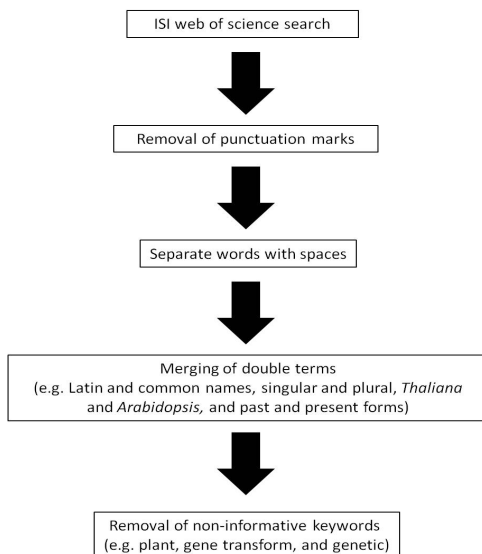 ISI web of science search
Removal of punctuation marks
Separate words with spaces
Merging of double terms
(e.g. Latin and common names, singular and plural, Thaliana
and Arabidopsis, and past and present forms)
Removal of non-informative keywords
(e.g. plant, gene transform, and genetic)